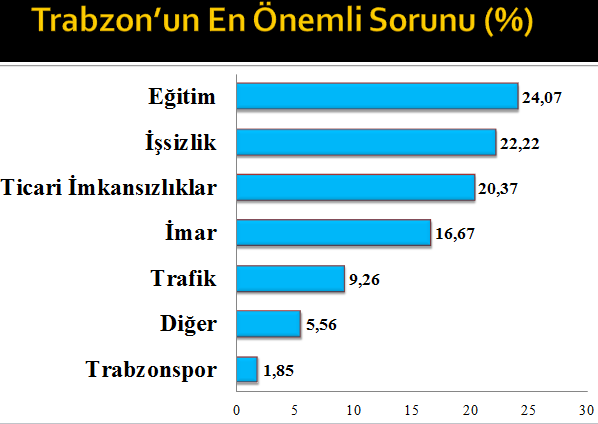 Trabzon'un En Önemli Sorunu (%)
Eğitim 24,07
İşsizlik 22,22
Ticari İmkansızlıklar 20,37
İmar 16,67
Trafik 9,26
Diğer 5,56
Trabzonspor 1,85
0 5 10 15 20 25 30